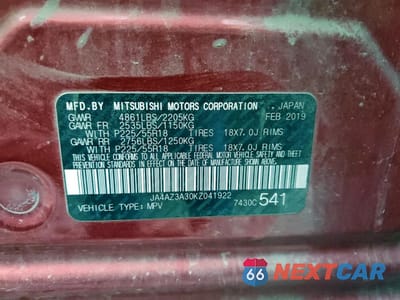 MFD.BY MITSUBISHI MOTORS CORPORATION JAPAN
GVWR 4861LBS/2205KG FEB 2019
GAWR FR 2535LBS/1150KG
WITH P225/55R18 TIRES 18X7.0J RIMS
GAWR RR 2756LBS/1250KG
WITH P225/55R18 TIRES 18X7.0J RIMS
THIS VEHICLE CONFORMS TO ALL APPLICABLE FEDERAL
MOTOR VEHICLE SAFETY AND THEFT PREVENTION STANDARDS IN
EFFECT ON THE DATE OF MANUFACTURE SHOWN ABOVE.
JA4AZ3A30KZ041922
VEHICLE TYPE: MPV 7430C 541
66 NEXTCAR